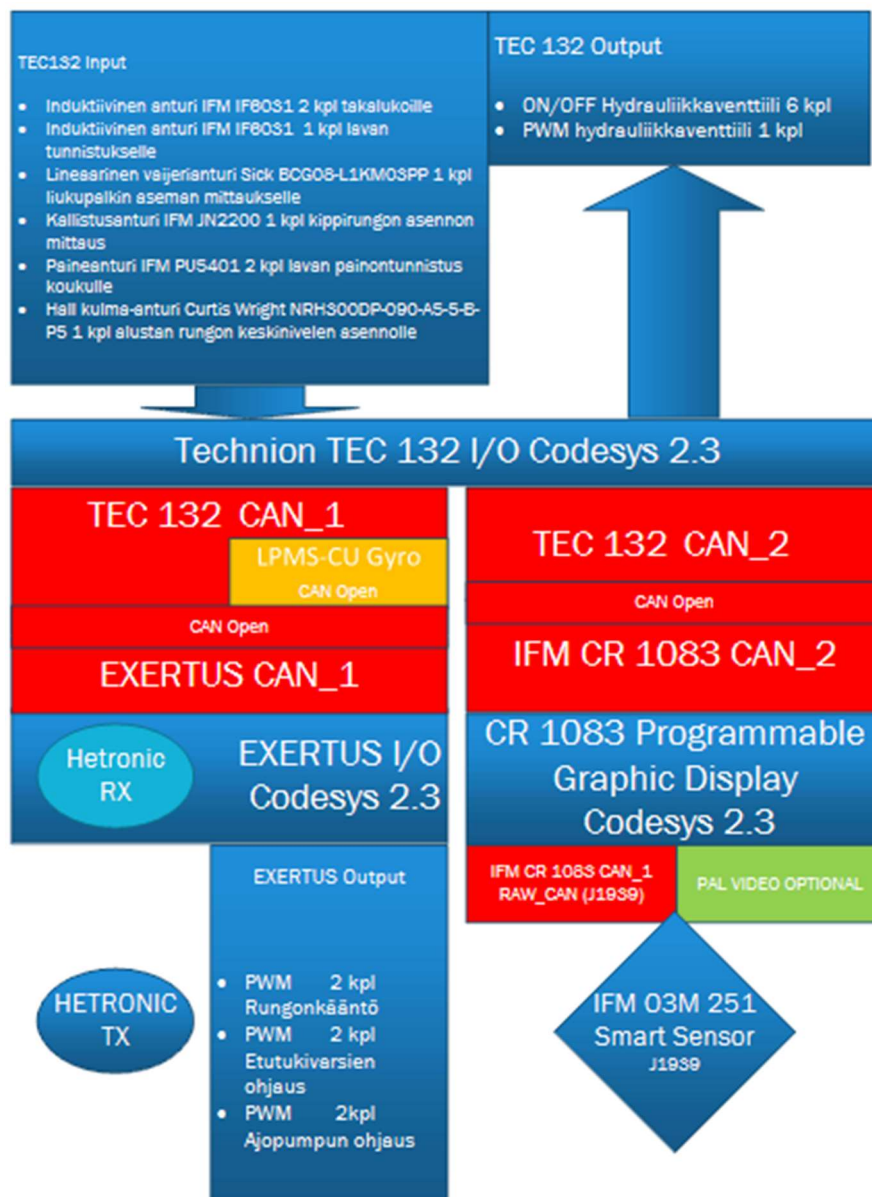 TEC132 Input
• Induktiivinen anturi IFM IF6031 2 kpl takalukoille
• Induktiivinen anturi IFM IF6031 1 kpl lavan
tunnistukselle
• Lineaarinen vaijerianturi Sick BCG08-L1KM03PP 1 kpl
liukupalkin aseman mittaukselle
• Kallistusanturi IFM JN2200 1 kpl kippirungon asennon
mittaus
• Paineanturi IFM PU5401 2 kpl lavan painontunnistus
koukulle
• Hall kulma-anturi Curtis Wright NRH300DP-090-A5-5-B-
P5 1 kpl alustan rungon keskinivelen asennolle
TEC 132 Output
• ON/OFF Hydrauliikkaventtiili 6 kpl
• PWM hydrauliikkaventtiili 1 kpl
Technion TEC 132 I/O Codesys 2.3
TEC 132 CAN_1
LPMS-CU Gyro
CAN Open
CAN Open
EXERTUS CAN_1
Hetronic
RX
EXERTUS I/O
Codesys 2.3
EXERTUS Output
• PWM 2 kpl
Rungonkääntö
• PWM 2 kpl
Etutukivarsien
ohjaus
• PWM 2kpl
Ajopumpun ohjaus
HETRONIC
TX
TEC 132 CAN_2
CAN Open
IFM CR 1083 CAN_2
CR 1083 Programmable
Graphic Display
Codesys 2.3
IFM CR 1083 CAN_1
RAW_CAN (J1939)
PAL VIDEO OPTIONAL
IFM O3M 251
Smart Sensor
J1939